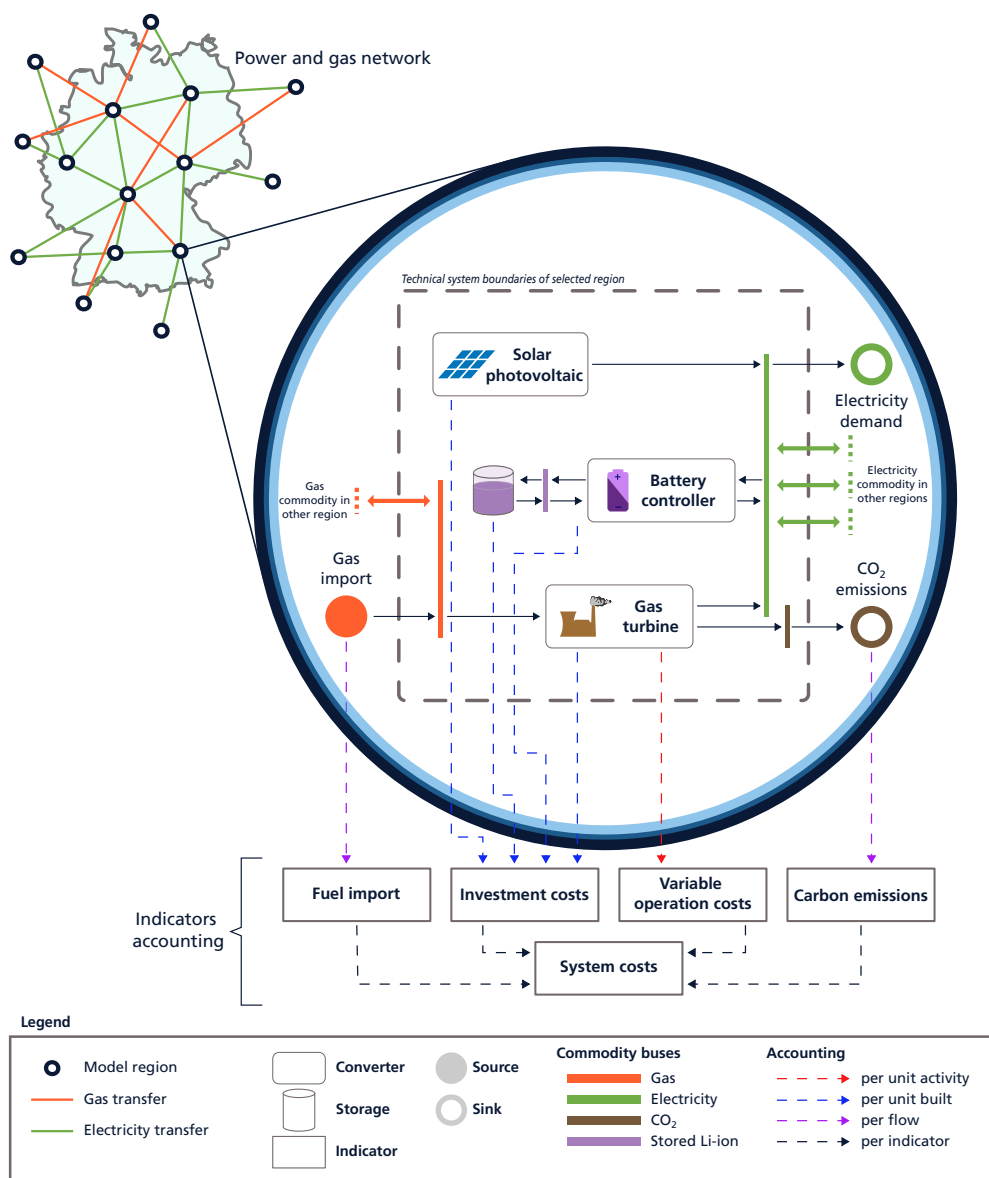 Power and gas network
Technical system boundaries of selected region
Solar
photovoltaic
Electricity
demand
Gas
commodity in
other region
Battery
controller
+
−
Electricity
commodity
in other regions
Gas
import
Gas
turbine
CO₂
emissions
Indicators
accounting
Fuel import
Investment costs
Variable
operation costs
Carbon emissions
System costs
Legend
Model region
Gas transfer
Electricity transfer
Converter
Storage
Indicator
Source
Sink
Commodity buses
Gas
Electricity
CO₂
Stored Li-ion
Accounting
per unit activity
per unit built
per flow
per indicator